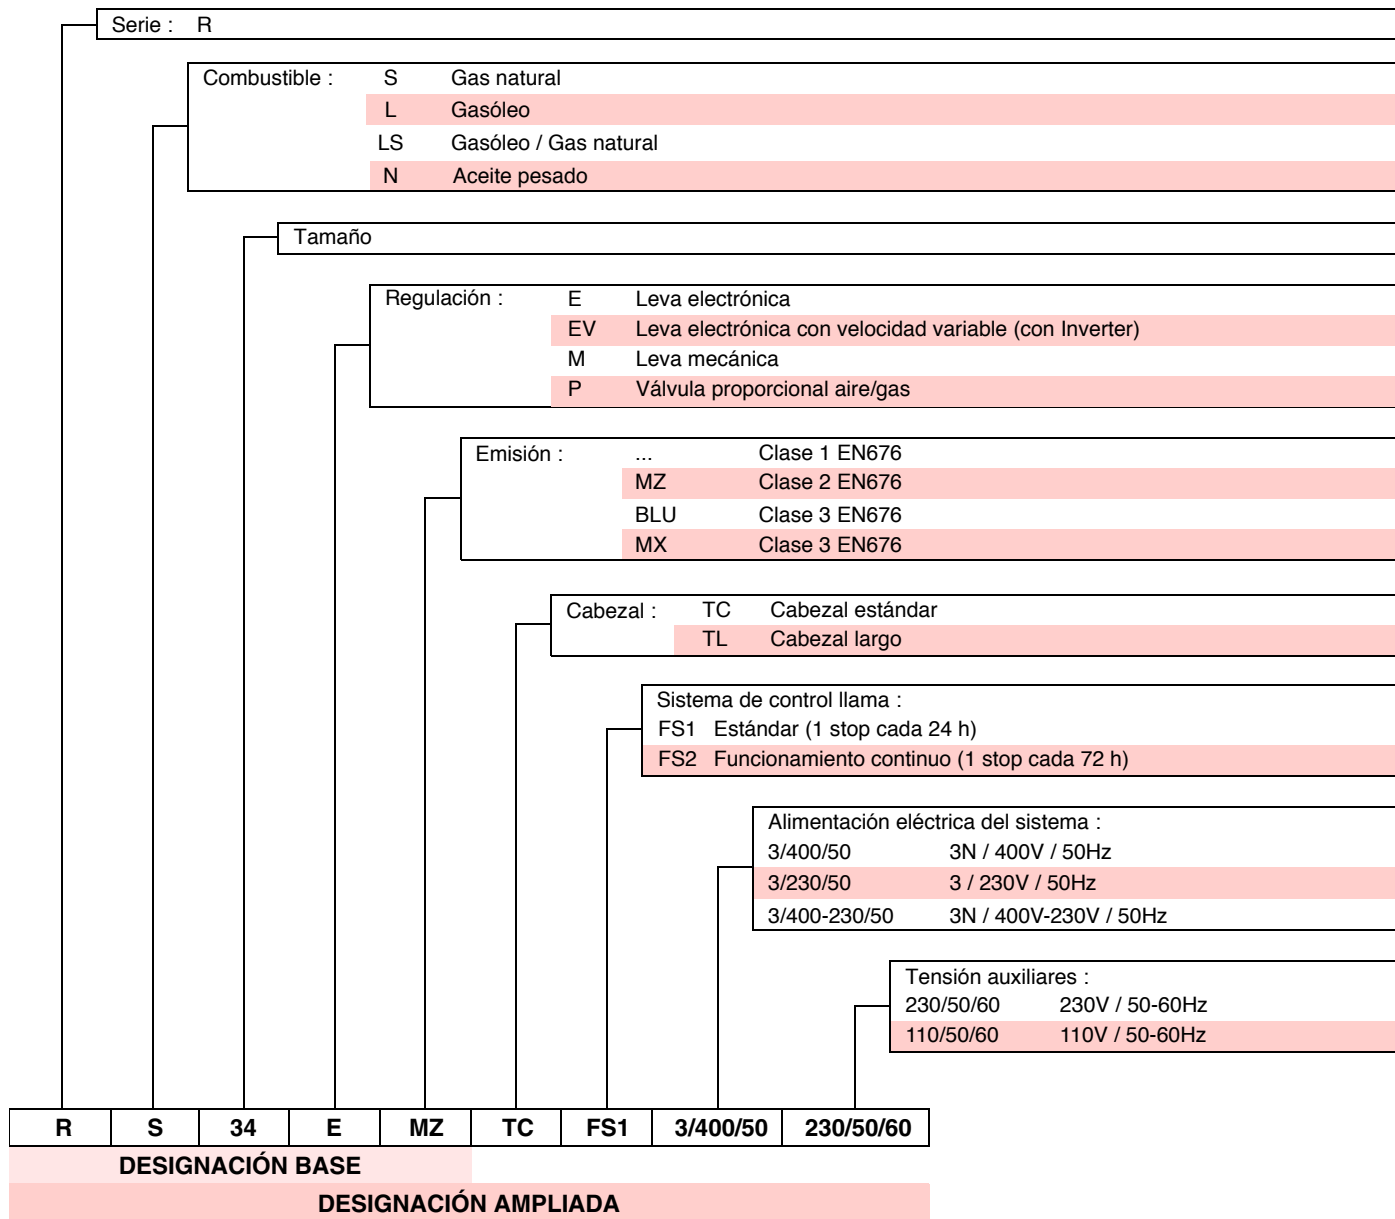 Serie : R
Combustible : S Gas natural
L Gasóleo
LS Gasóleo / Gas natural
N Aceite pesado
Tamaño
Regulación : E Leva electrónica
EV Leva electrónica con velocidad variable (con Inverter)
M Leva mecánica
P Válvula proporcional aire/gas
Emisión : ... Clase 1 EN676
MZ Clase 2 EN676
BLU Clase 3 EN676
MX Clase 3 EN676
Cabezal : TC Cabezal estándar
TL Cabezal largo
Sistema de control llama :
FS1 Estándar (1 stop cada 24 h)
FS2 Funcionamiento continuo (1 stop cada 72 h)
Alimentación eléctrica del sistema :
3/400/50 3N / 400V / 50Hz
3/230/50 3 / 230V / 50Hz
3/400-230/50 3N / 400V-230V / 50Hz
Tensión auxiliares :
230/50/60 230V / 50-60Hz
110/50/60 110V / 50-60Hz
R S 34 E MZ TC FS1 3/400/50 230/50/60
DESIGNACIÓN BASE
DESIGNACIÓN AMPLIADA